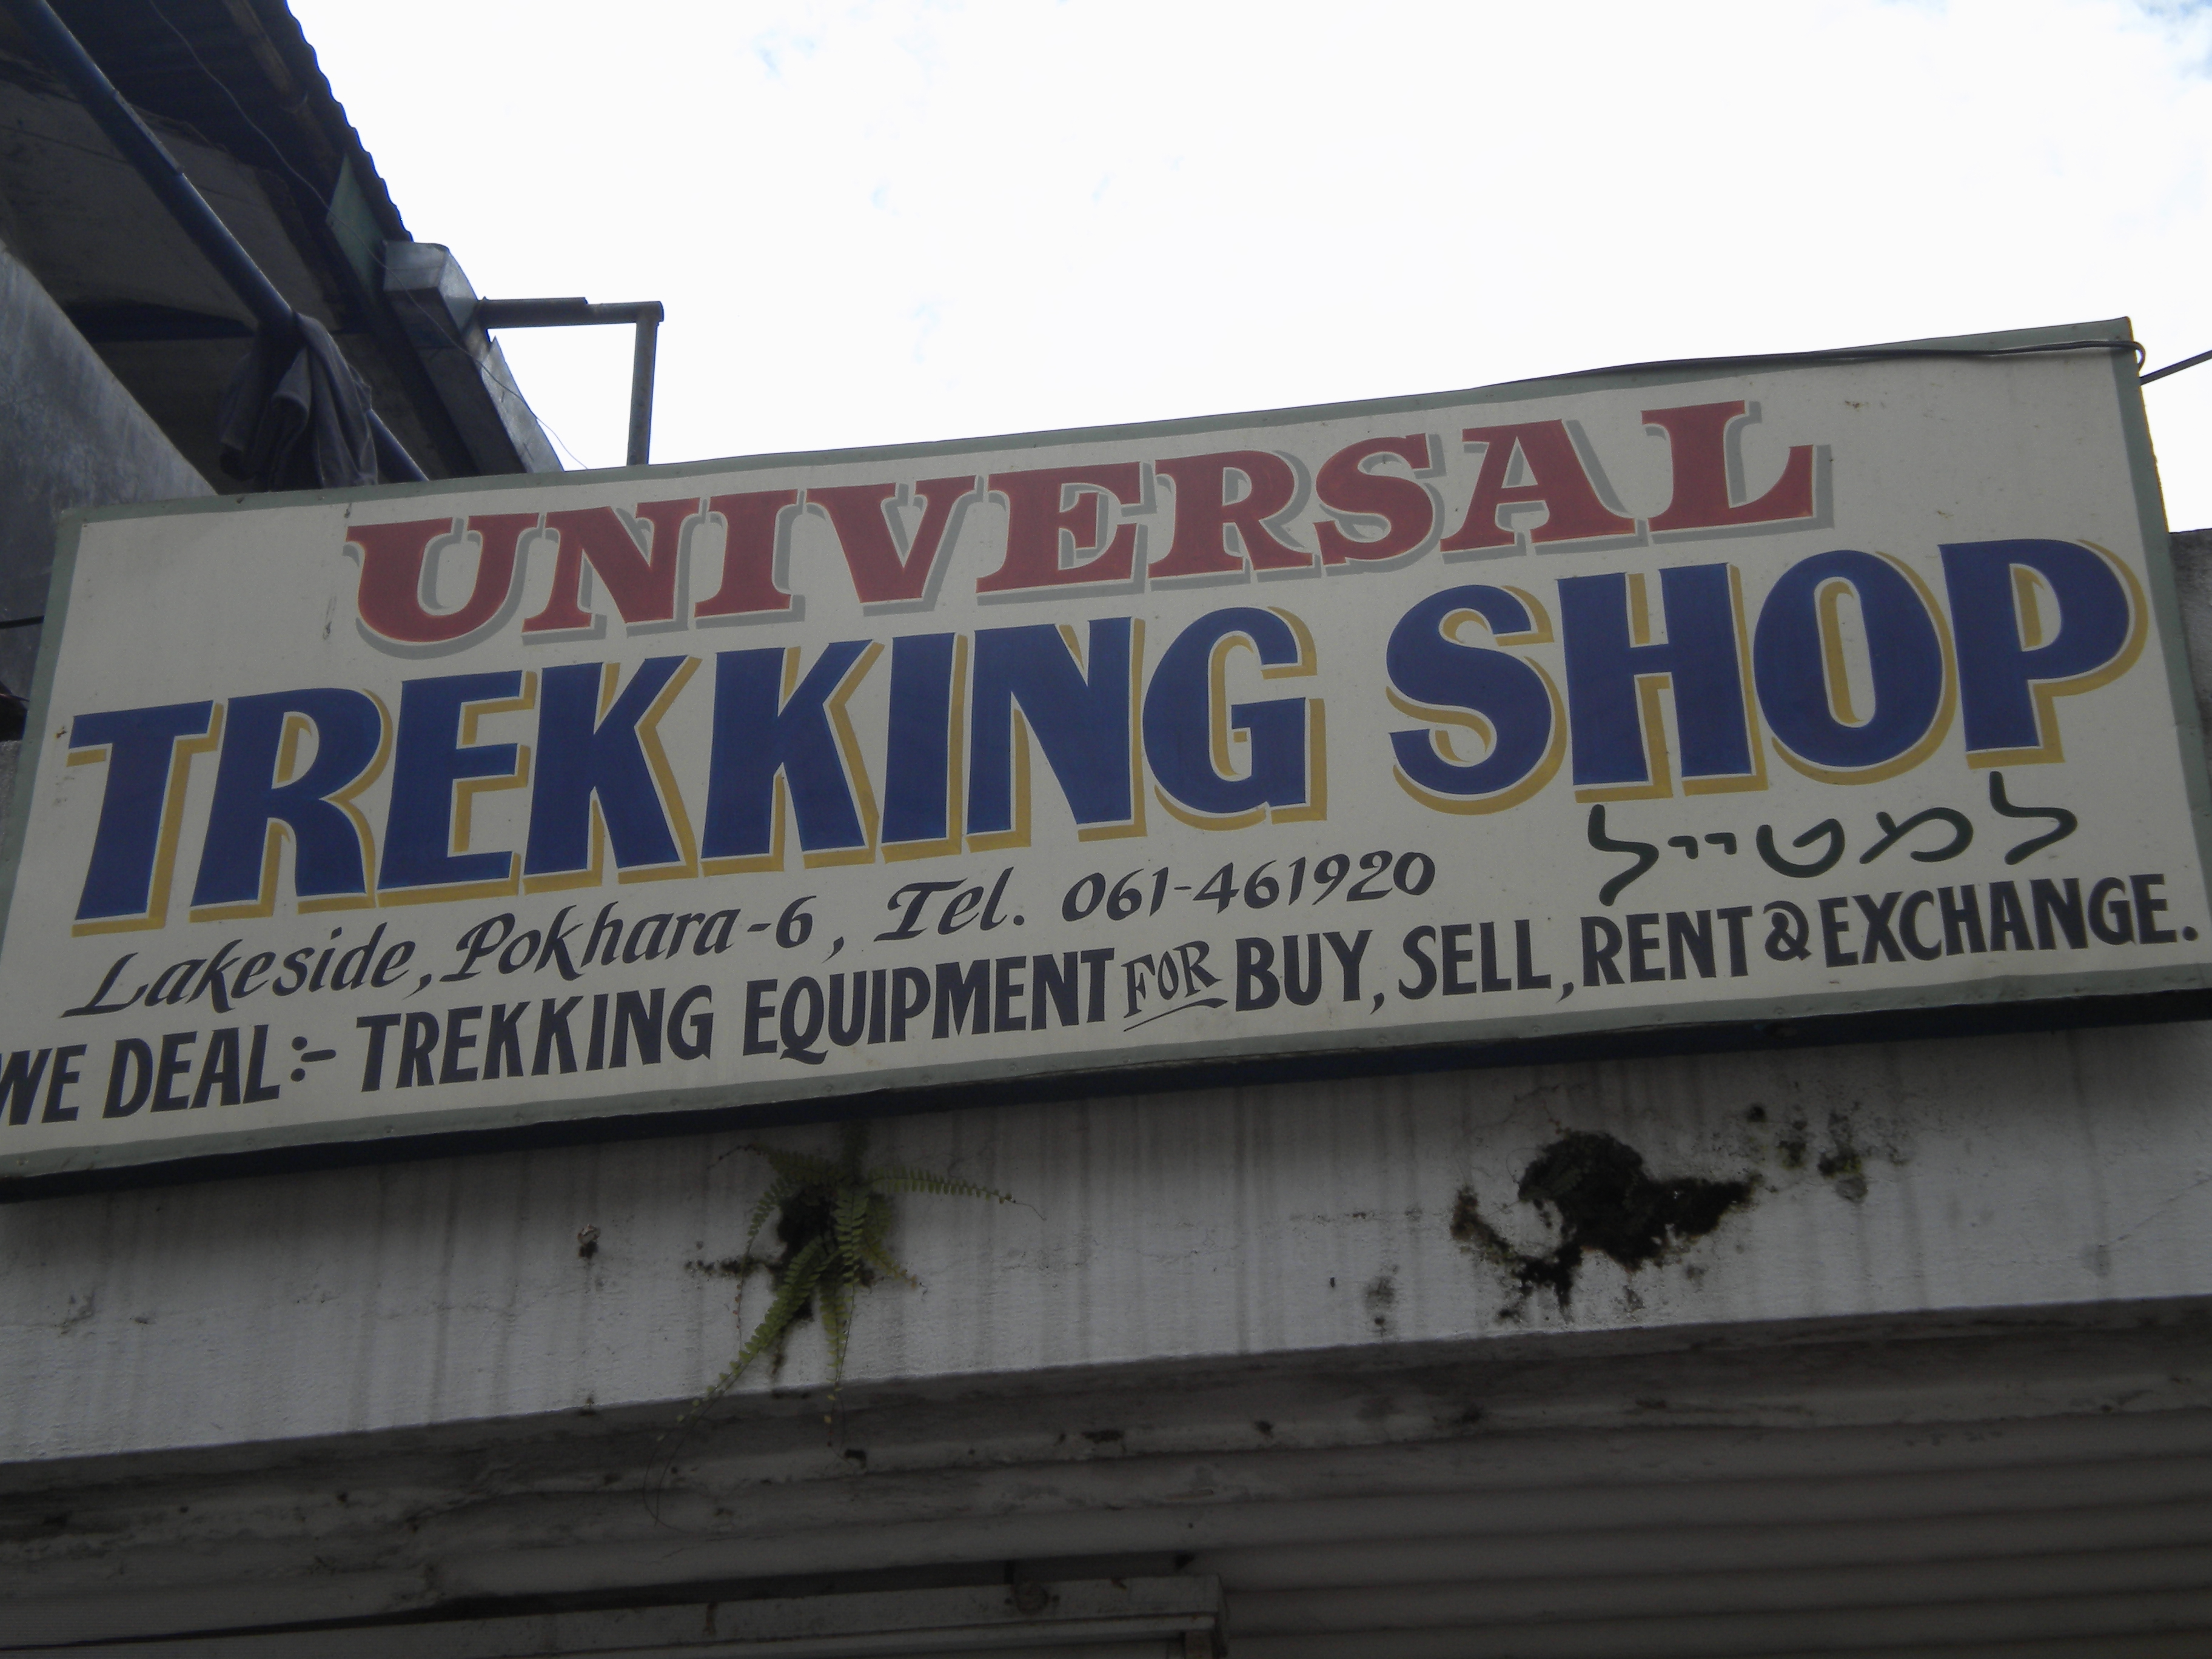 UNIVERSAL
TREKKING SHOP
Lakeside, Pokhara-6, Tel. 061-461920
למטייל
WE DEAL:- TREKKING EQUIPMENT FOR BUY, SELL, RENT & EXCHANGE.